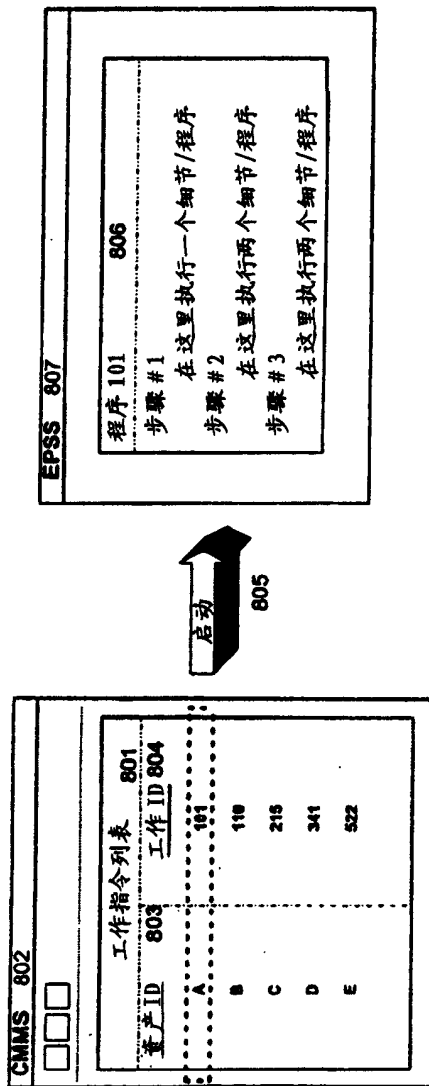 CMMS 802
工作指令列表 801
资产ID 803 工作ID 804
A 101
B 110
C 215
D 341
E 522
启动
805
EPSS 807
程序101 806
步骤#1
在这里执行一个细节/程序
步骤#2
在这里执行两个细节/程序
步骤#3
在这里执行两个细节/程序